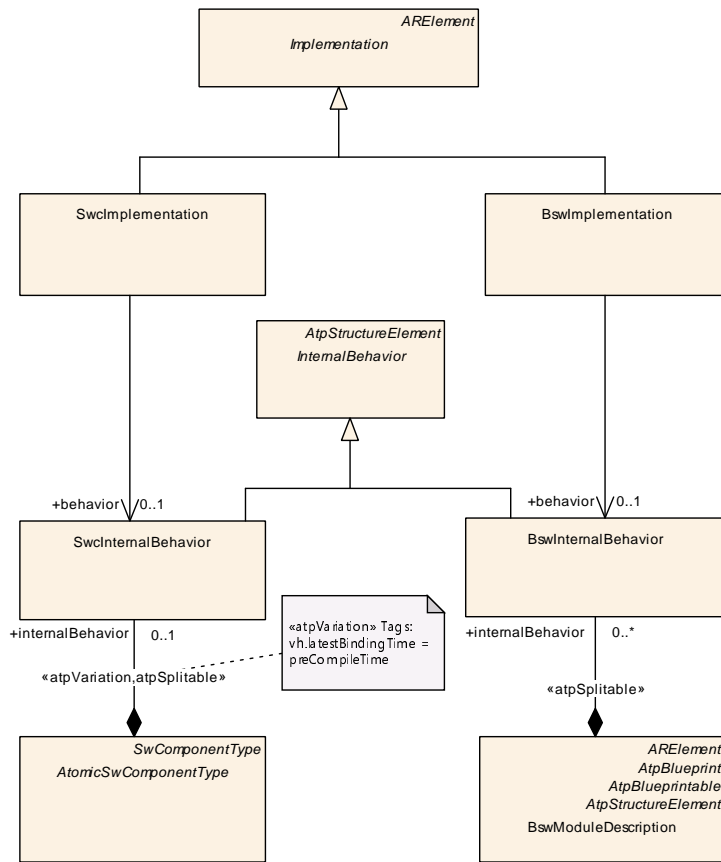 ARElement
Implementation
SwcImplementation
BswImplementation
AtpStructureElement
InternalBehavior
+behavior 0..1
+behavior 0..1
SwcInternalBehavior
BswInternalBehavior
+internalBehavior 0..1
«atpVariation» Tags:
vh.latestBindingTime =
preCompileTime
+internalBehavior 0..*
«atpVariation,atpSplitable»
«atpSplitable»
SwComponentType
AtomicSwComponentType
ARElement
AtpBlueprint
AtpBlueprintable
AtpStructureElement
BswModuleDescription